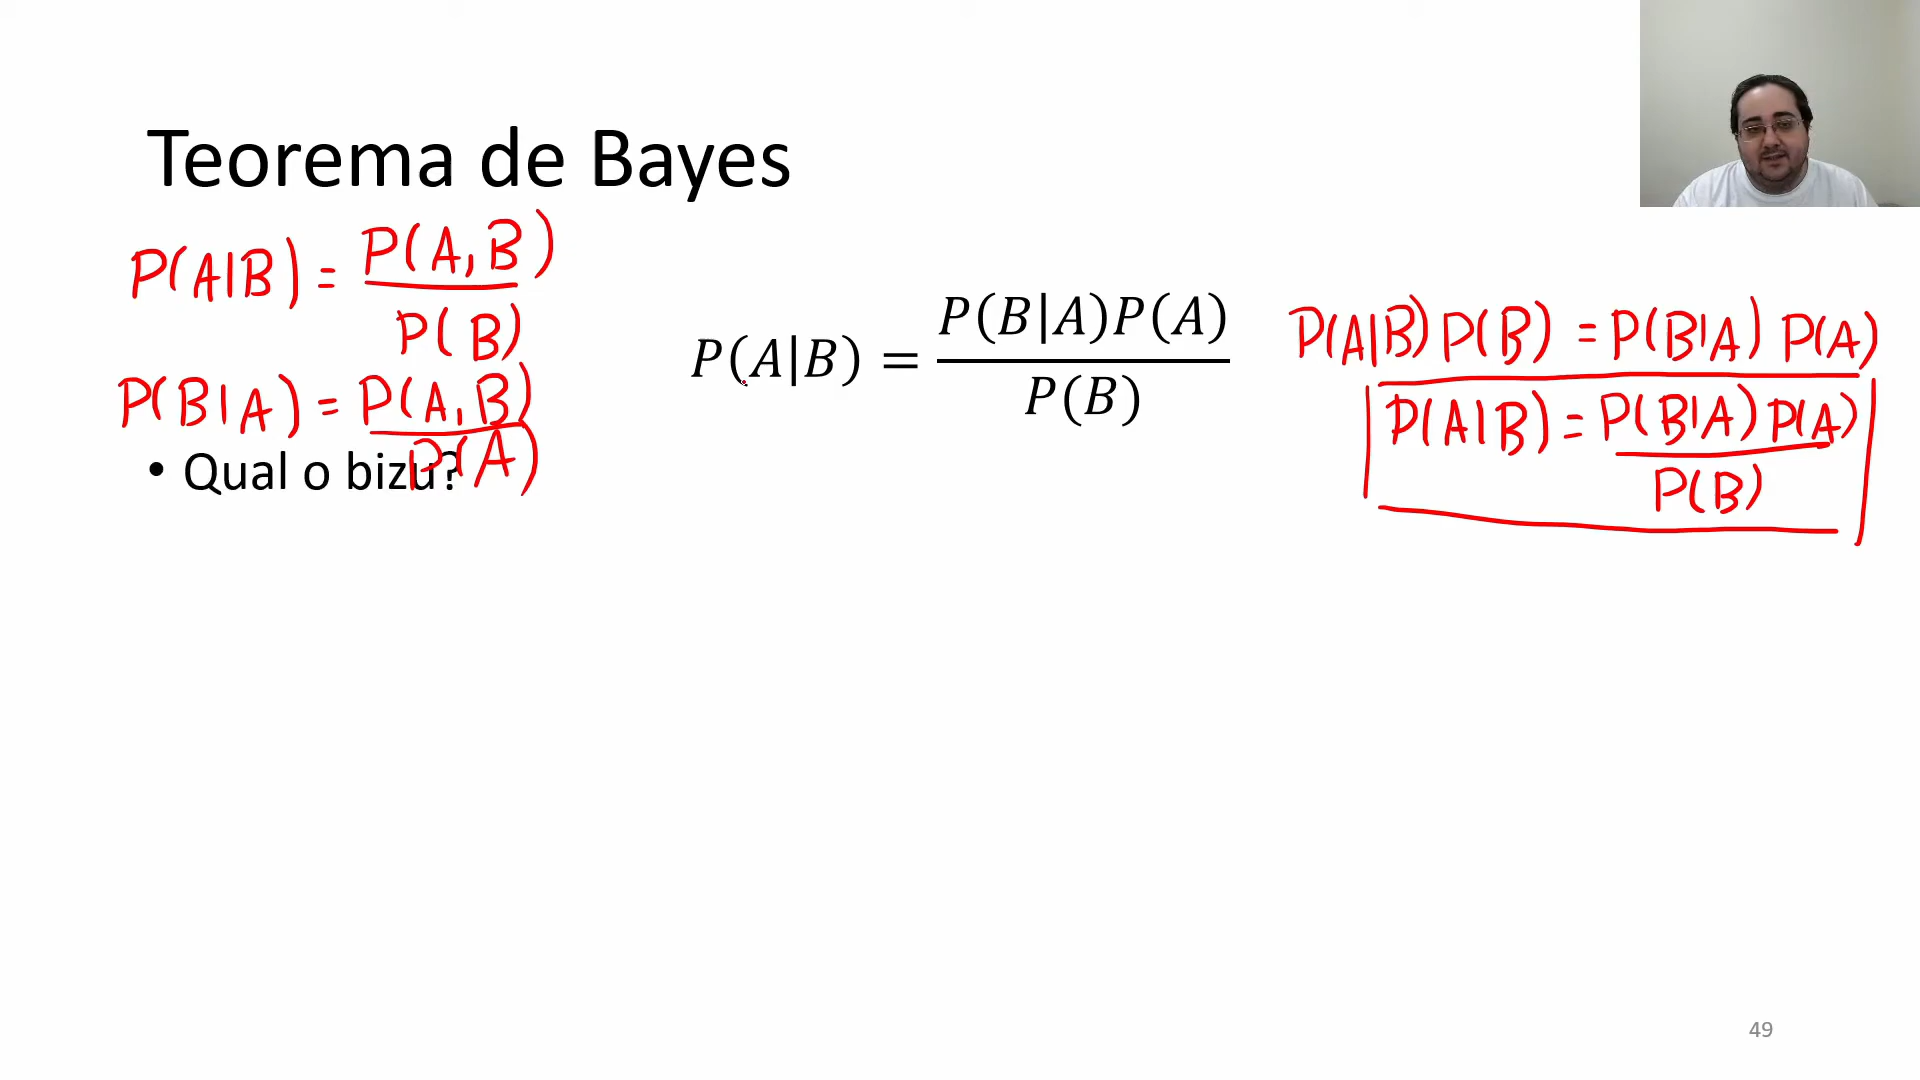 Teorema de Bayes
P(A|B) = P(A,B)
P(B)
P(B|A) = P(A,B)
P(A)
• Qual o bizu?
P(A|B) = P(B|A)P(A)
P(B)
P(A|B) P(B) = P(B|A) P(A)
P(A|B) = P(B|A) P(A)
P(B)
49